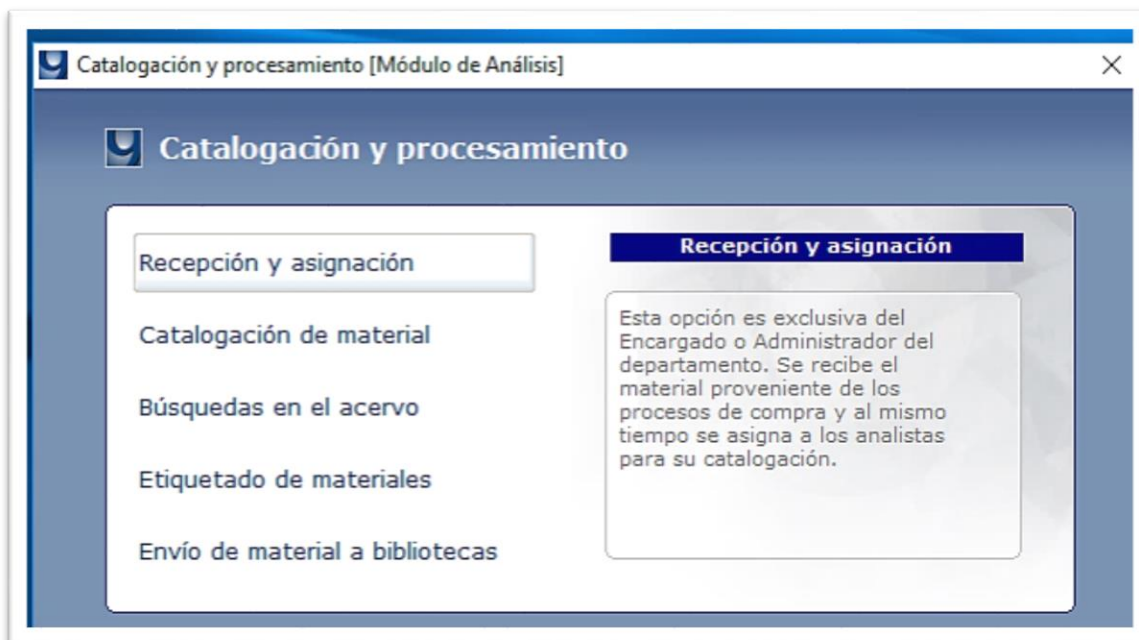 Catalogación y procesamiento [Módulo de Análisis]
Catalogación y procesamiento
Recepción y asignación
Catalogación de material
Búsquedas en el acervo
Etiquetado de materiales
Envío de material a bibliotecas
Recepción y asignación
Esta opción es exclusiva del
Encargado o Administrador del
departamento. Se recibe el
material proveniente de los
procesos de compra y al mismo
tiempo se asigna a los analistas
para su catalogación.